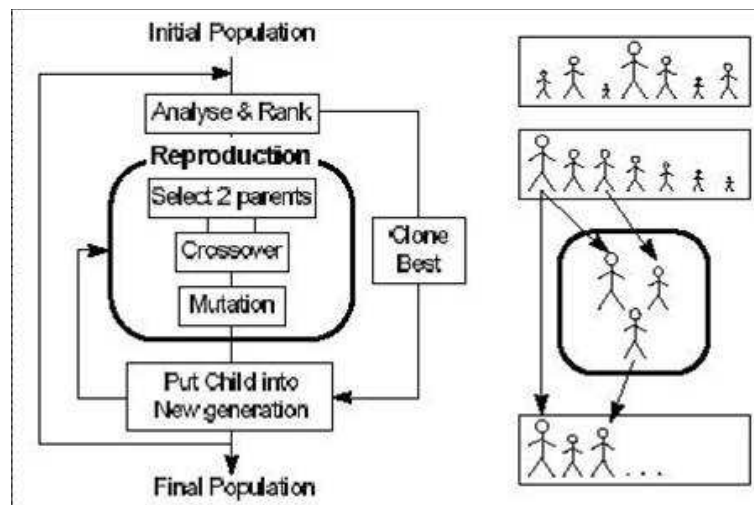 Initial Population
Analyse & Rank
Reproduction
Select 2 parents
Crossover
Mutation
Clone
Best
Put Child into
New generation
Final Population
. . .